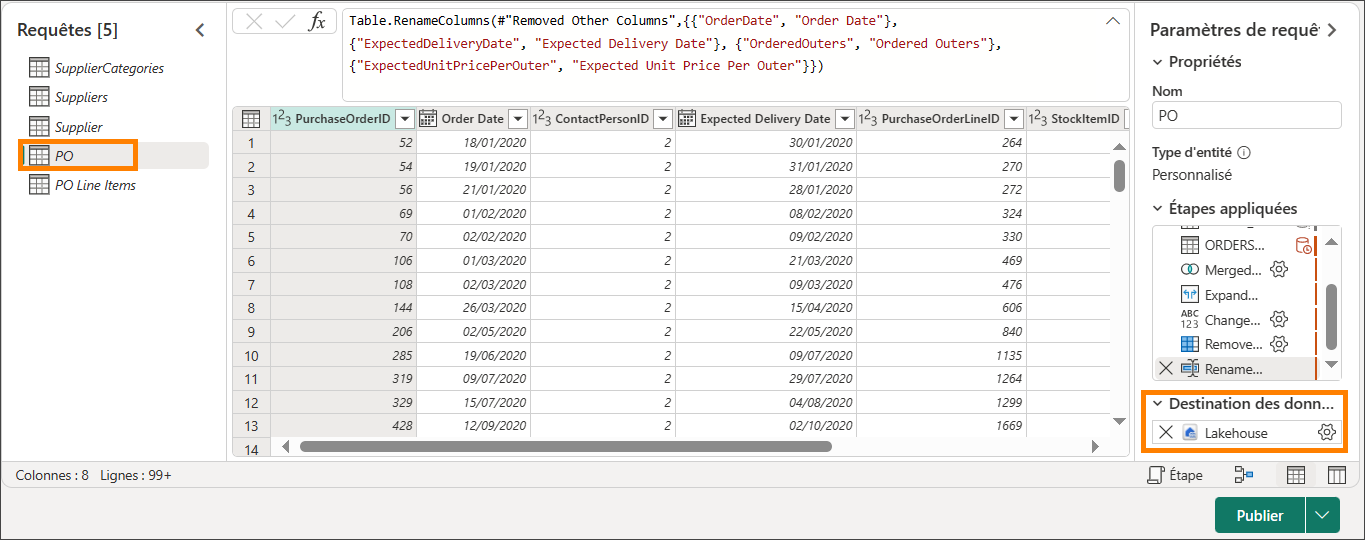 Requêtes [5]
SupplierCategories
Suppliers
Supplier
PO
PO Line Items
fx
Table.RenameColumns(#"Removed Other Columns",{{"OrderDate", "Order Date"},
{"ExpectedDeliveryDate", "Expected Delivery Date"}, {"OrderedOuters", "Ordered Outers"},
{"ExpectedUnitPricePerOuter", "Expected Unit Price Per Outer"}})
123 PurchaseOrderID Order Date 123 ContactPersonID Expected Delivery Date 123 PurchaseOrderLineID 123 StockItemID
1 52 18/01/2020 2 30/01/2020 264
2 54 19/01/2020 2 31/01/2020 270
3 56 21/01/2020 2 28/01/2020 272
4 69 01/02/2020 2 08/02/2020 324
5 70 02/02/2020 2 09/02/2020 330
6 106 01/03/2020 2 21/03/2020 469
7 108 02/03/2020 2 09/03/2020 476
8 144 26/03/2020 2 15/04/2020 606
9 206 02/05/2020 2 22/05/2020 840
10 285 19/06/2020 2 09/07/2020 1135
11 319 09/07/2020 2 29/07/2020 1264
12 329 15/07/2020 2 04/08/2020 1299
13 428 12/09/2020 2 02/10/2020 1669
14
Paramètres de requêt
Propriétés
Nom
PO
Type d'entité
Personnalisé
Étapes appliquées
ORDERS...
Merged...
Expand...
ABC
123
Change...
Remove...
Rename...
Destination des donn...
Lakehouse
Colonnes : 8 Lignes : 99+
Étape
Publier